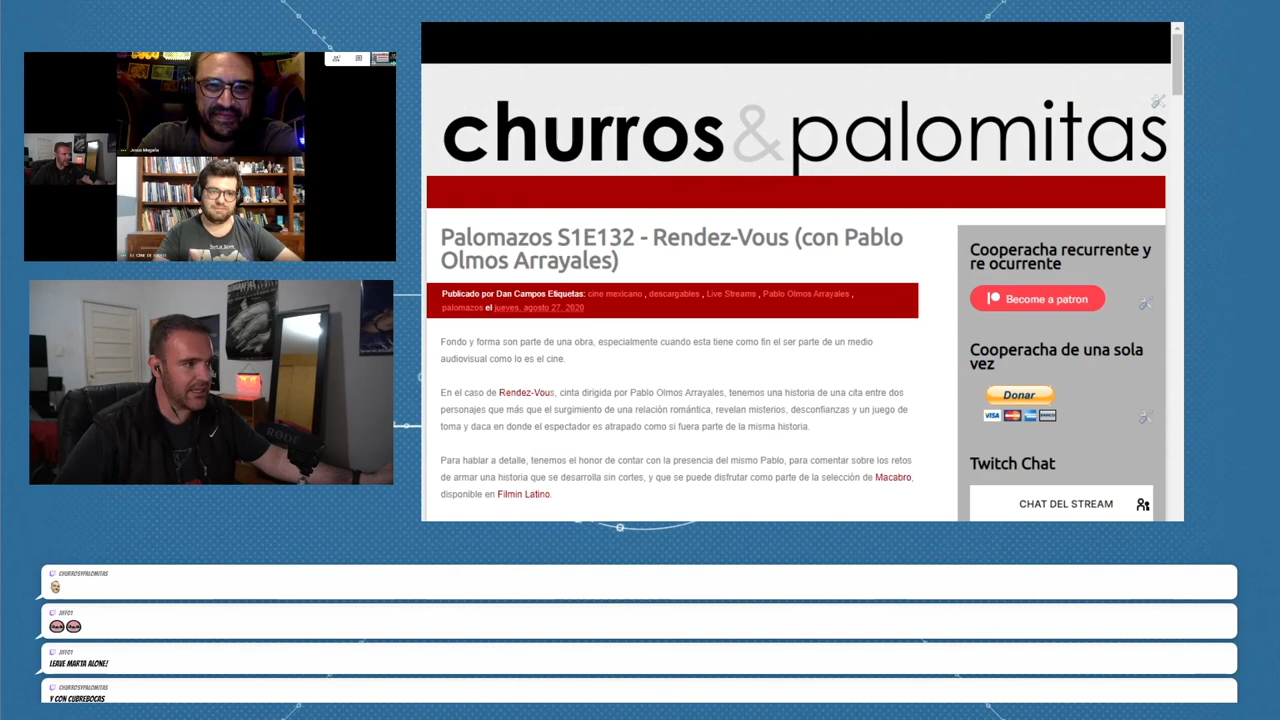 Jesús Magaña
EL CINE DE
churros&palomitas
Palomazos S1E132 - Rendez-Vous (con Pablo
Olmos Arrayales)
Publicado por Dan Campos Etiquetas: cine mexicano , descargables , Live Streams , Pablo Olmos Arrayales ,
palomazos el jueves, agosto 27, 2020
Fondo y forma son parte de una obra, especialmente cuando esta tiene como fin el ser parte de un medio
audiovisual como lo es el cine.
En el caso de Rendez-Vous, cinta dirigida por Pablo Olmos Arrayales, tenemos una historia de una cita entre dos
personajes que más que el surgimiento de una relación romántica, revelan misterios, desconfianzas y un juego de
toma y daca en donde el espectador es atrapado como si fuera parte de la misma historia.
Para hablar a detalle, tenemos el honor de contar con la presencia del mismo Pablo, para comentar sobre los retos
de armar una historia que se desarrolla sin cortes, y que se puede disfrutar como parte de la selección de Macabro,
disponible en Filmin Latino.
Cooperacha recurrente y
re ocurrente
Become a patron
Cooperacha de una sola
vez
Donar
VISA
Twitch Chat
CHAT DEL STREAM
ROOT
CHURROSYPALOMITAS
JJFF01
JJFF01
LEAVE MARTA ALONE!
CHURROSYPALOMITAS
Y CON CUBREBOCAS